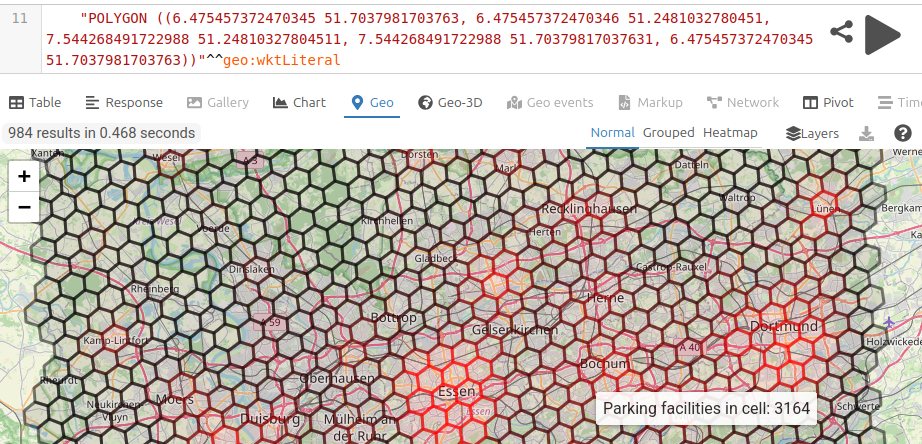 11
"POLYGON ((6.475457372470345 51.7037981703763, 6.475457372470346 51.2481032780451,
7.544268491722988 51.24810327804511, 7.544268491722988 51.70379817037631, 6.475457372470345
51.7037981703763))"^^geo:wktLiteral
Table Response Gallery Chart Geo Geo-3D Geo events Markup Network Pivot Time
984 results in 0.468 seconds
Normal Grouped Heatmap Layers
+
−
Xanten Wesel A 3 Dorsten Marl Datteln Werne
Waltrop
Recklinghausen Lünen Bergkam
Voerde Kirchhellen Herten
Gladbeck Castrop-Rauxel
Dinslaken
Rheinberg Herne
A 59 Bottrop Gelsenkirchen Dortmund
Kamp-Lintfort A 40 Holzwickede
Bochum
Rheurdt Oberhausen
Essen
Moers
Neukirchen-
Vluyn
Essen
Parking facilities in cell: 3164
Schwerte
Duisburg Mülheim an
der Ruhr